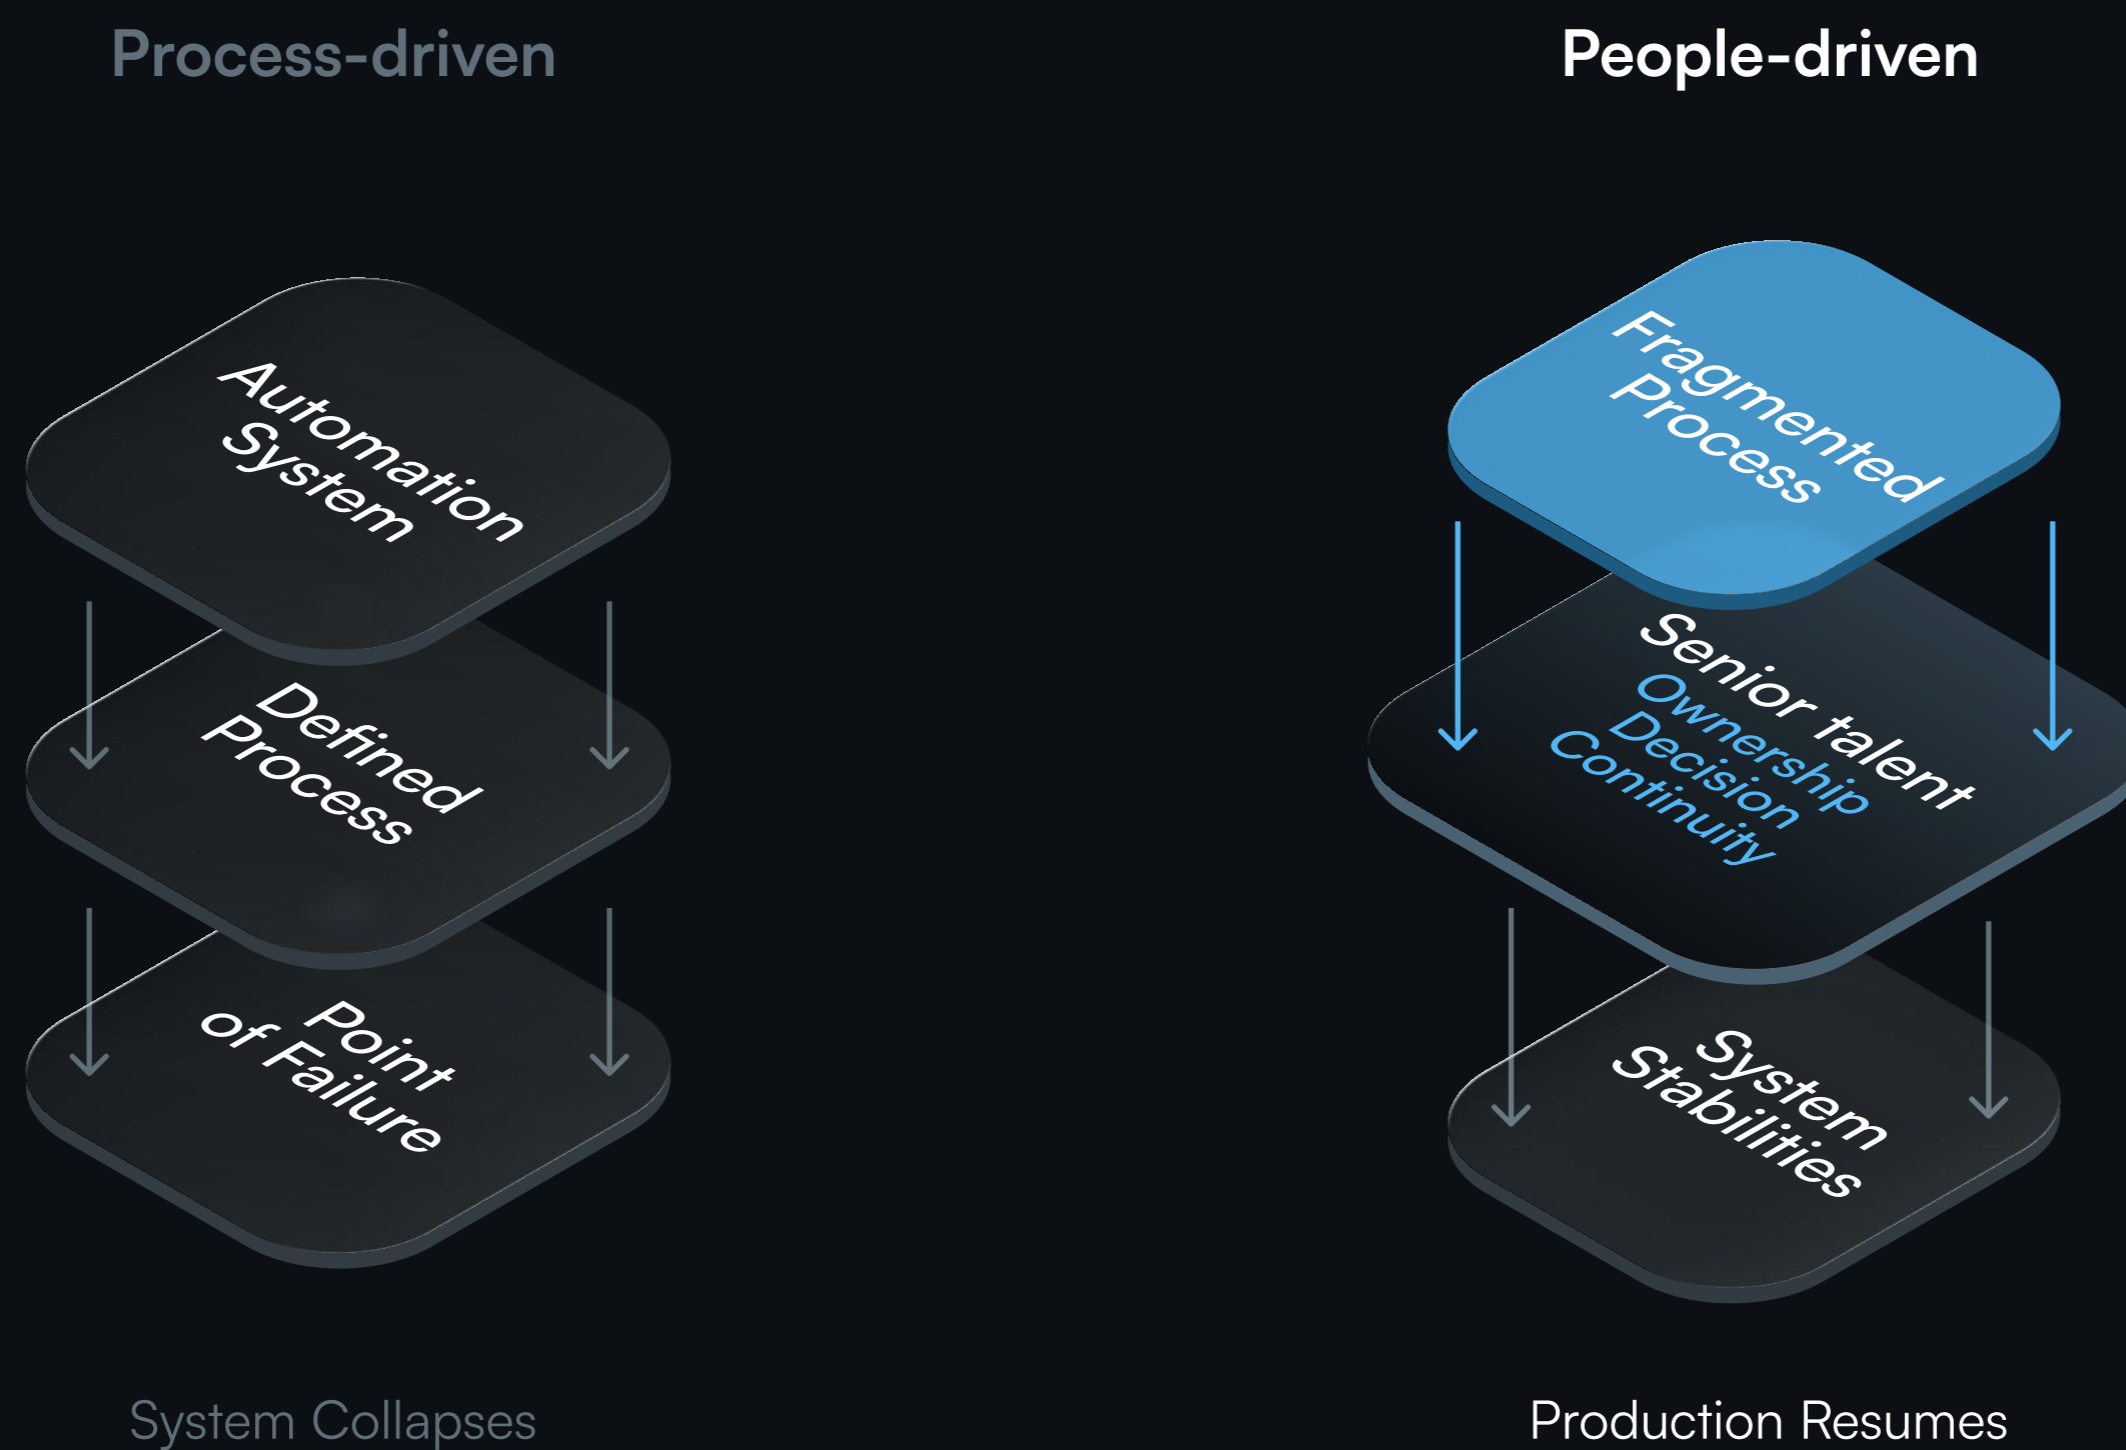 Process-driven
Automation
System
Defined
Process
Point
of Failure
System Collapses
People-driven
Fragmented
Process
Senior talent
Ownership
Decision
Continuity
System
Stabilities
Production Resumes